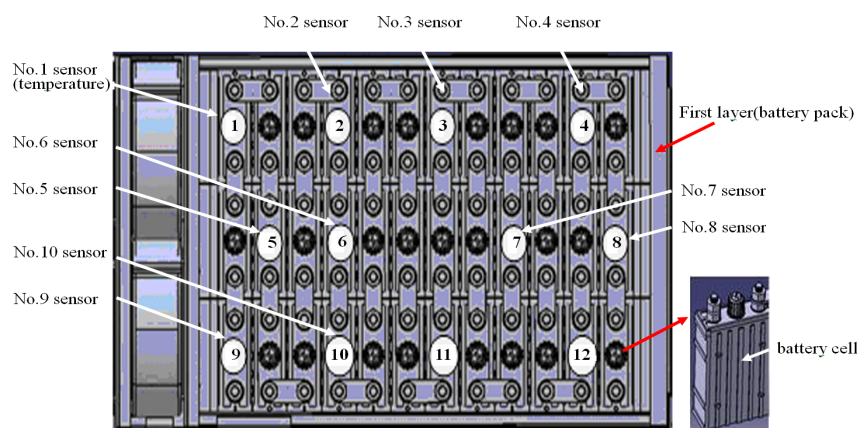 No.2 sensor
No.3 sensor
No.4 sensor
No.1 sensor
(temperature)
No.6 sensor
No.5 sensor
No.10 sensor
No.9 sensor
First layer(battery pack)
No.7 sensor
No.8 sensor
battery cell
1
2
3
4
5
6
7
8
9
10
11
12